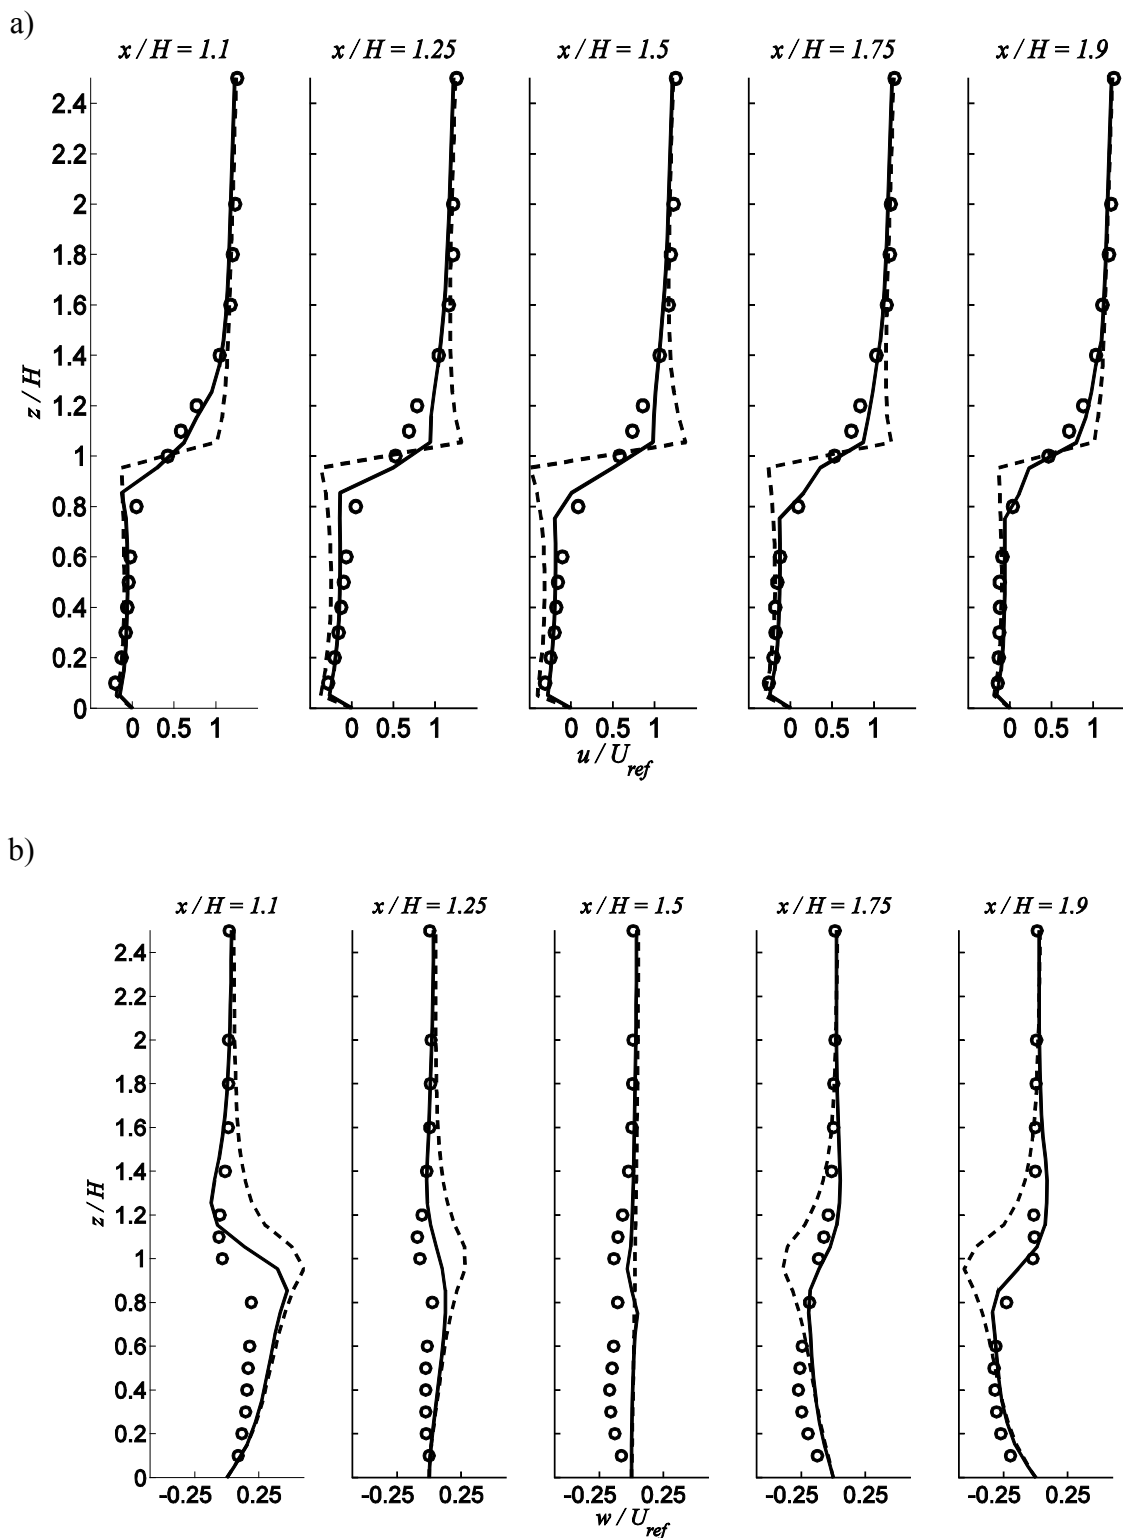 a)
x / H = 1.1 x / H = 1.25 x / H = 1.5 x / H = 1.75 x / H = 1.9
2.4
2.2
2
1.8
1.6
1.4
z / H
1.2
1
0.8
0.6
0.4
0.2
0
0 0.5 1 0 0.5 1 0 0.5 1 0 0.5 1 0 0.5 1
u / Uref
b)
x / H = 1.1 x / H = 1.25 x / H = 1.5 x / H = 1.75 x / H = 1.9
2.4
2.2
2
1.8
1.6
1.4
z / H
1.2
1
0.8
0.6
0.4
0.2
0
-0.25 0.25 -0.25 0.25 -0.25 0.25 -0.25 0.25 -0.25 0.25
w / Uref